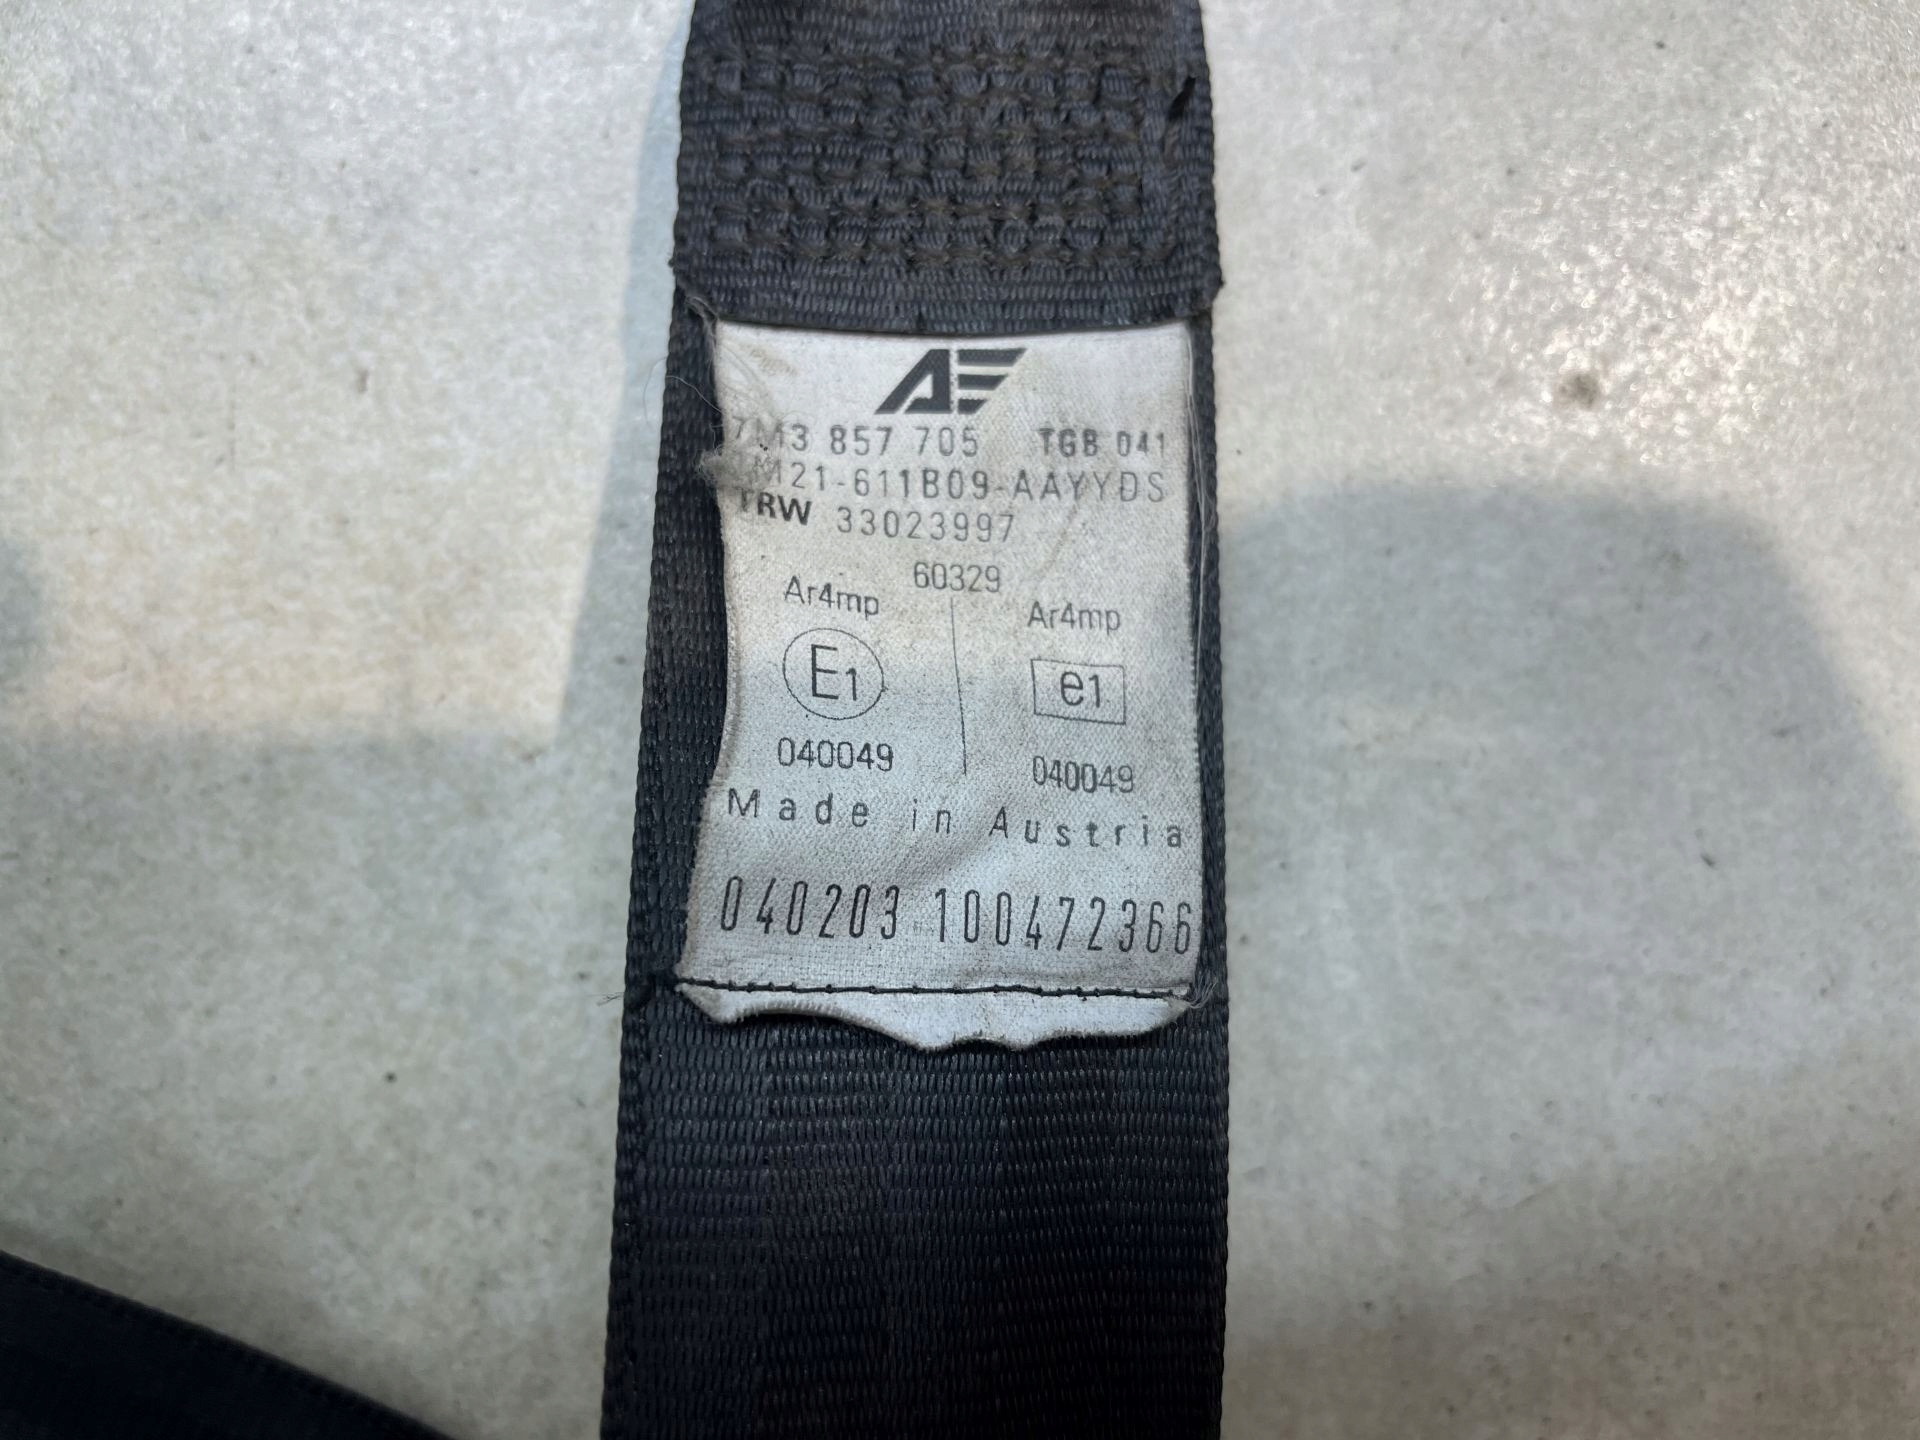 AE
7M3 857 705 TGB 041
M21-611B09-AAYYDS
TRW 33023997
60329
Ar4mp Ar4mp
E1 e1
040049 040049
Made in Austria
040203 100472366